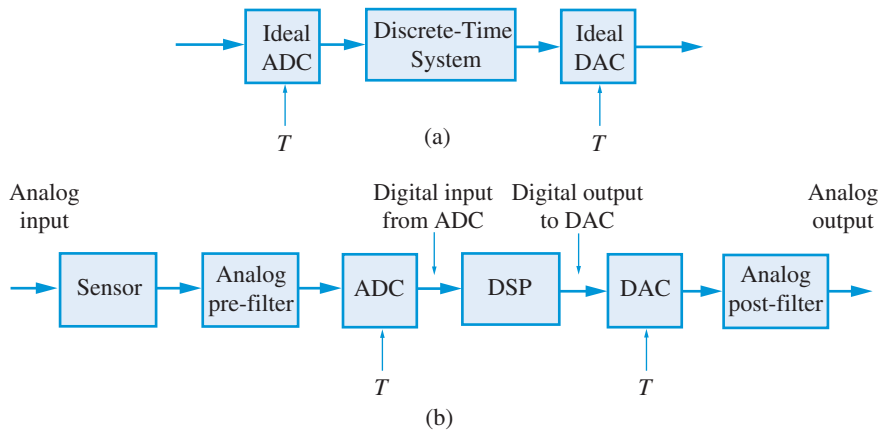 Ideal
ADC
Discrete-Time
System
Ideal
DAC
T
T
(a)
Analog
input
Digital input
from ADC
Digital output
to DAC
Analog
output
Sensor
Analog
pre-filter
ADC
DSP
DAC
Analog
post-filter
T
T
(b)